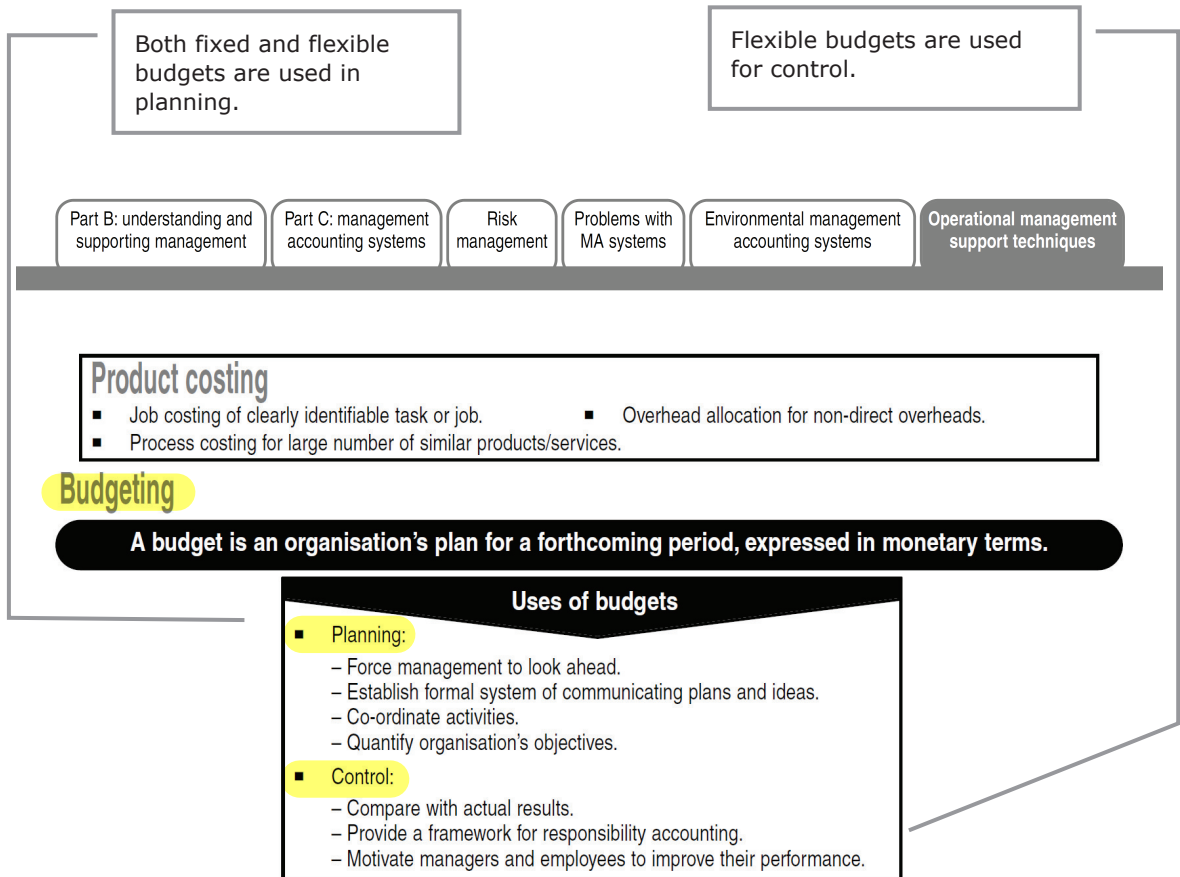 Both fixed and flexible
budgets are used in
planning.
Flexible budgets are used
for control.
Part B: understanding and
supporting management
Part C: management
accounting systems
Risk
management
Problems with
MA systems
Environmental management
accounting systems
Operational management
support techniques
Product costing
■ Job costing of clearly identifiable task or job.
■ Overhead allocation for non-direct overheads.
■ Process costing for large number of similar products/services.
Budgeting
A budget is an organisation's plan for a forthcoming period, expressed in monetary terms.
Uses of budgets
■ Planning:
– Force management to look ahead.
– Establish formal system of communicating plans and ideas.
– Co-ordinate activities.
– Quantify organisation's objectives.
■ Control:
– Compare with actual results.
– Provide a framework for responsibility accounting.
– Motivate managers and employees to improve their performance.